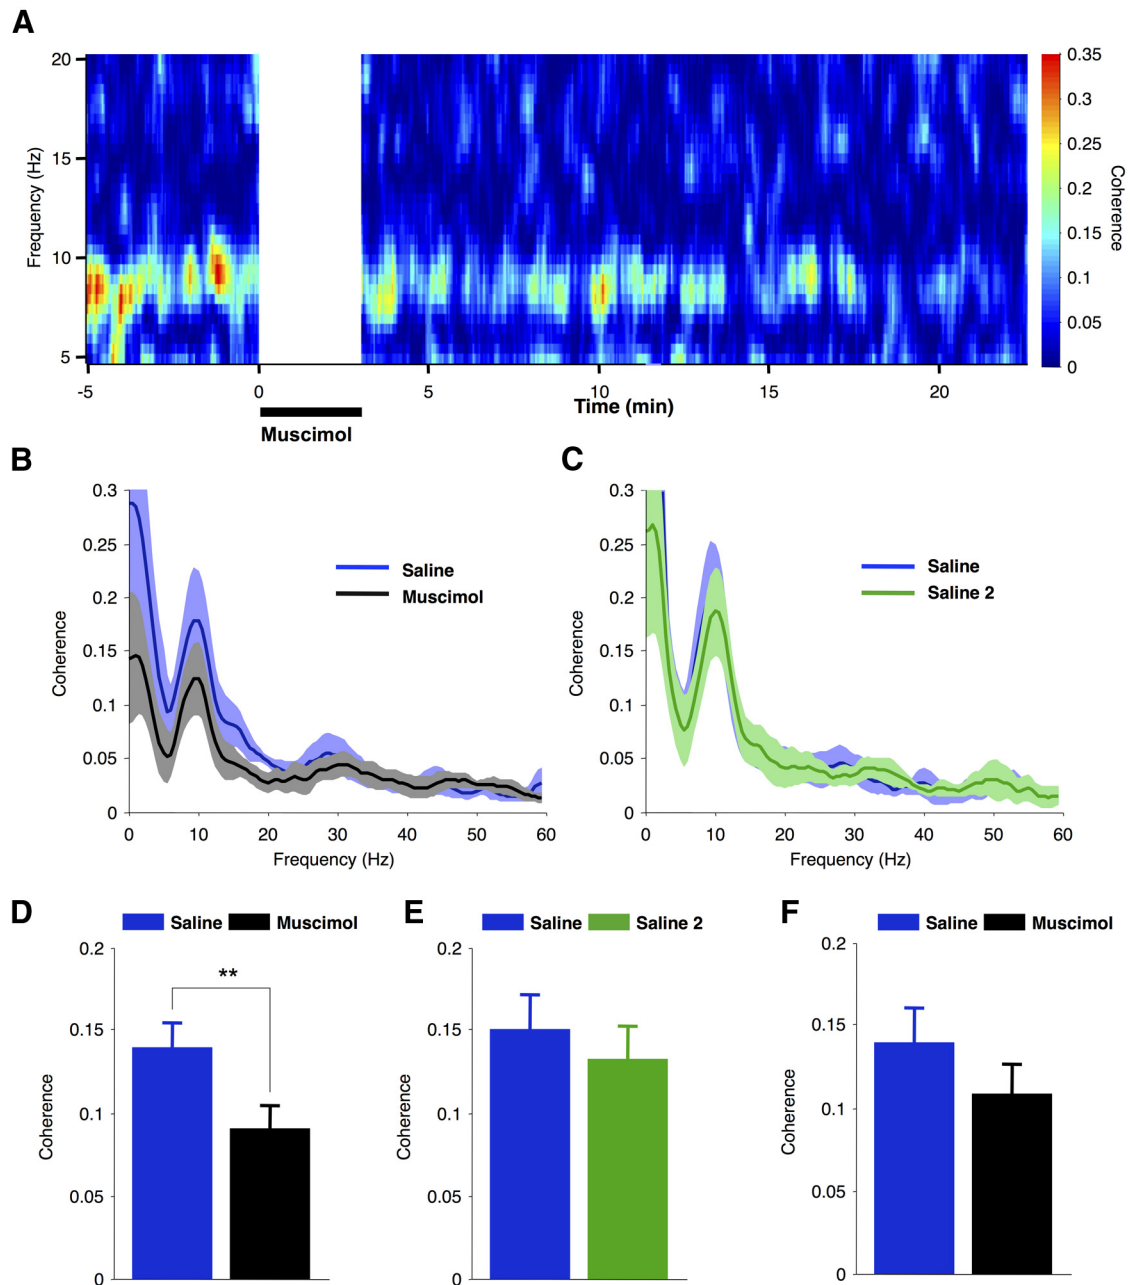 A
20
15
10
5
Frequency (Hz)
-5 0 5 10 15 20
Time (min)
Muscimol
0.35
0.3
0.25
0.2
0.15
0.1
0.05
0
Coherence
B
0.3
0.25
0.2
0.15
0.1
0.05
0
Coherence
Saline
Muscimol
0 10 20 30 40 50 60
Frequency (Hz)
C
0.3
0.25
0.2
0.15
0.1
0.05
0
Coherence
Saline
Saline 2
0 10 20 30 40 50 60
Frequency (Hz)
D
Saline Muscimol
0.2
0.15
0.1
0.05
0
Coherence
**
E
Saline Saline 2
0.2
0.15
0.1
0.05
0
Coherence
F
Saline Muscimol
0.2
0.15
0.1
0.05
0
Coherence